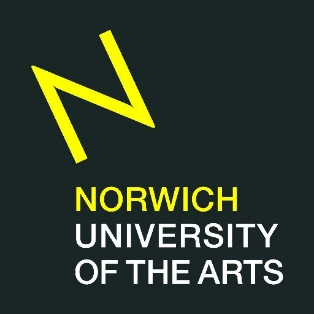 N
NORWICH
UNIVERSITY
OF THE ARTS